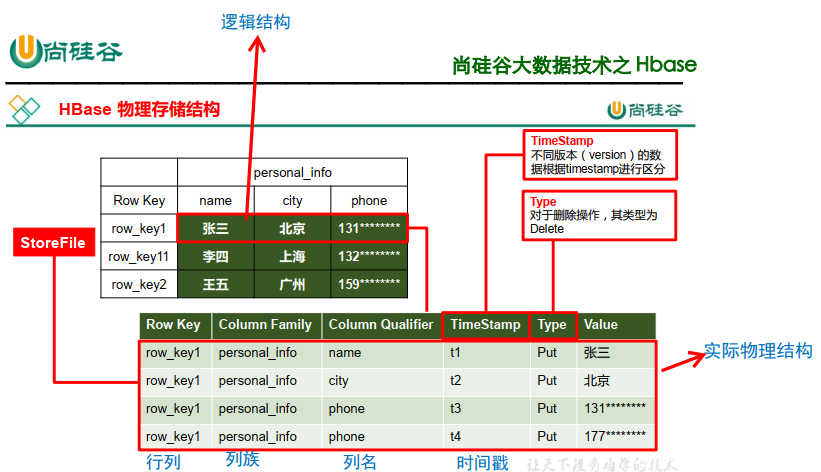 逻辑结构
尚硅谷
尚硅谷大数据技术之 Hbase
HBase 物理存储结构
尚硅谷
TimeStamp
不同版本（version）的数
据根据timestamp进行区分
Type
对于删除操作，其类型为
Delete
personal_info
Row Key name city phone
row_key1 张三 北京 131********
row_key11 李四 上海 132********
row_key2 王五 广州 159********
StoreFile
Row Key Column Family Column Qualifier TimeStamp Type Value
row_key1 personal_info name t1 Put 张三
row_key1 personal_info city t2 Put 北京
row_key1 personal_info phone t3 Put 131********
row_key1 personal_info phone t4 Put 177********
实际物理结构
行列 列族 列名 时间戳
让天下没有难学的技术